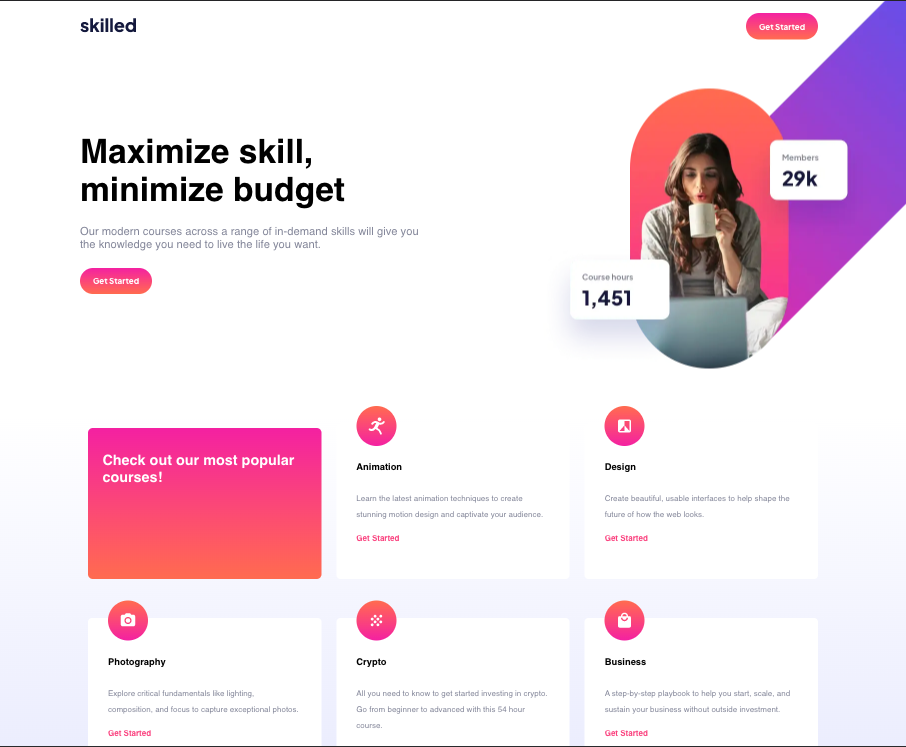 skilled
Get Started
Maximize skill,
minimize budget
Our modern courses across a range of in-demand skills will give you
the knowledge you need to live the life you want.
Get Started
Members
29k
Course hours
1,451
Check out our most popular
courses!
Animation
Learn the latest animation techniques to create
stunning motion design and captivate your audience.
Get Started
Design
Create beautiful, usable interfaces to help shape the
future of how the web looks.
Get Started
Photography
Explore critical fundamentals like lighting,
composition, and focus to capture exceptional photos.
Get Started
Crypto
All you need to know to get started investing in crypto.
Go from beginner to advanced with this 54 hour
course.
Business
A step-by-step playbook to help you start, scale, and
sustain your business without outside investment.
Get Started